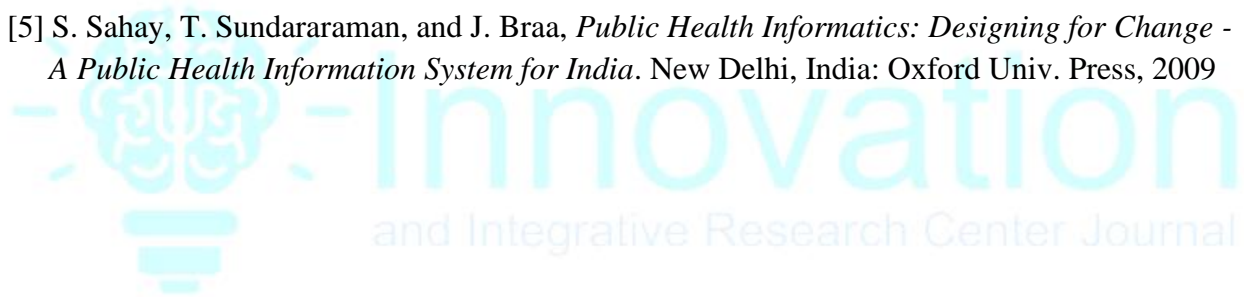 [5] S. Sahay, T. Sundararaman, and J. Braa, Public Health Informatics: Designing for Change -
A Public Health Information System for India. New Delhi, India: Oxford Univ. Press, 2009
Innovation
and Integrative Research Center Journal